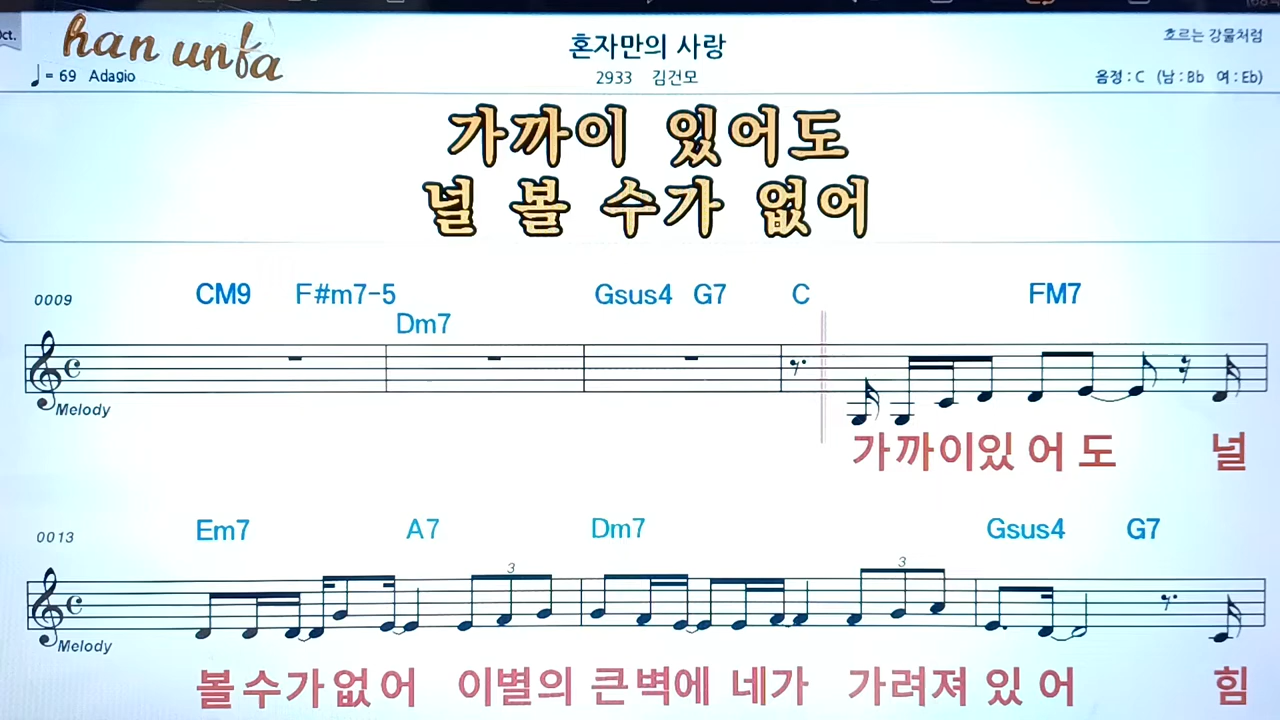 Oct.
han unfa
♩= 69 Adagio
혼자만의 사랑
2933 김건모
흐르는 강물처럼
음정 : C (남 : Bb 여 : Eb)
가까이 있어도
널 볼 수가 없어
0009
CM9 F#m7-5 Dm7 Gsus4 G7 C FM7
Melody
가까이있 어 도 널
0013
Em7 A7 Dm7 Gsus4 G7
3 3
Melody
볼수가없어 이별의 큰벽에 네가 가려져 있 어 힘